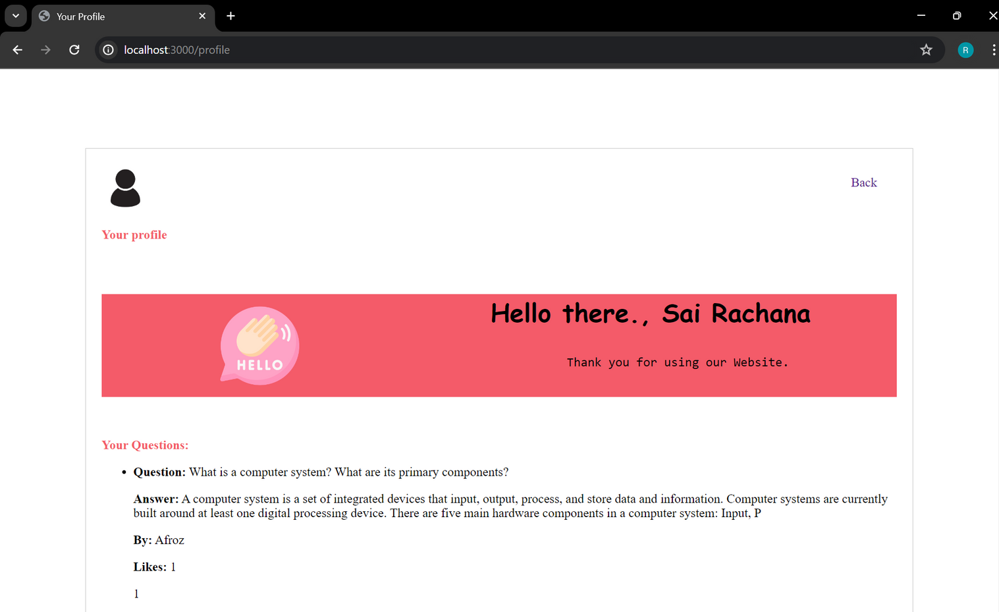 Your Profile
localhost:3000/profile
R
Back
Your profile
Hello there., Sai Rachana
HELLO
Thank you for using our Website.
Your Questions:
Question: What is a computer system? What are its primary components?
Answer: A computer system is a set of integrated devices that input, output, process, and store data and information. Computer systems are currently
built around at least one digital processing device. There are five main hardware components in a computer system: Input, P
By: Afroz
Likes: 1
1